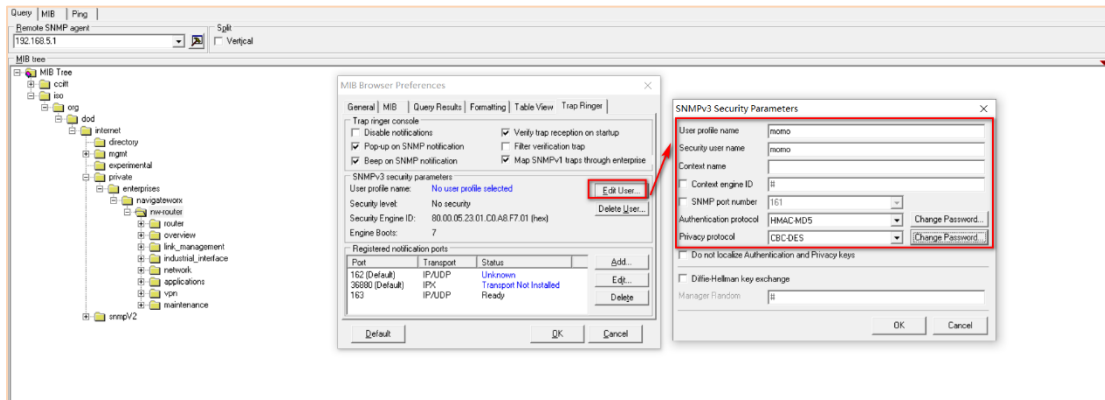 Query MIB Ping
Remote SNMP agent
192.168.5.1
Split
Vertical
MIB tree
MIB Tree
ccitt
iso
org
dod
internet
directory
mgmt
experimental
private
enterprises
navigateworx
nw-router
router
overview
link_management
industrial_interface
network
applications
vpn
maintenance
snmpV2
MIB Browser Preferences
General MIB Query Results Formatting Table View Trap Ringer
Trap ringer console
Disable notifications
Verify trap reception on startup
Pop-up on SNMP notification
Filter verification trap
Beep on SNMP notification
Map SNMPv1 traps through enterprise
SNMPv3 security parameters
User profile name: No user profile selected
Edit User...
Security level: No security
Delete User...
Security Engine ID: 80.00.05.23.01.C0.A8.F7.01 (hex)
Engine Boots: 7
Registered notification ports
Port Transport Status
162 (Default) IP/UDP Unknown
36880 (Default) IPX Transport Not Installed
163 IP/UDP Ready
Add...
Edit...
Delete
Default
OK
Cancel
SNMPv3 Security Parameters
User profile name momo
Security user name momo
Context name
Context engine ID #
SNMP port number 161
Authentication protocol HMAC-MD5 Change Password...
Privacy protocol CBC-DES Change Password...
Do not localize Authentication and Privacy keys
Diffie-Hellman key exchange
Manager Random #
OK
Cancel